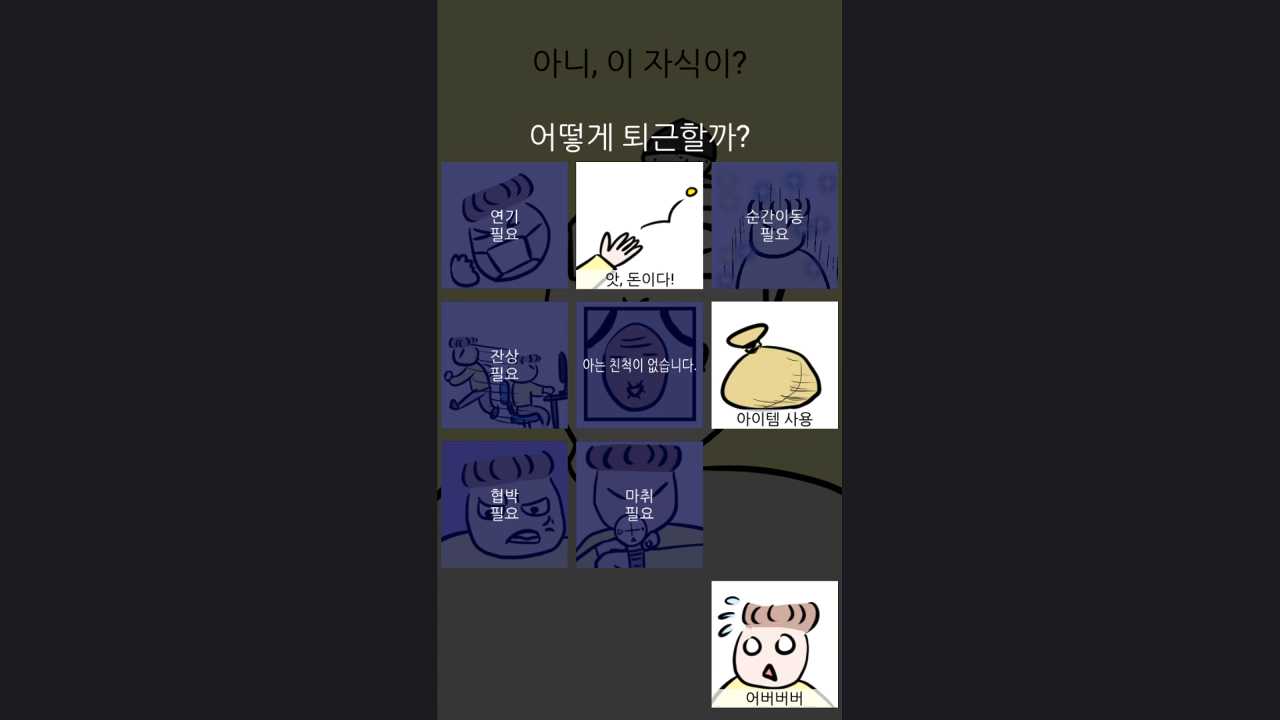 아니, 이 자식이?
어떻게 퇴근할까?
연기
필요
앗, 돈이다!
순간이동
필요
잔상
필요
아는 친척이 없습니다.
아이템 사용
협박
필요
마취
필요
어버버버